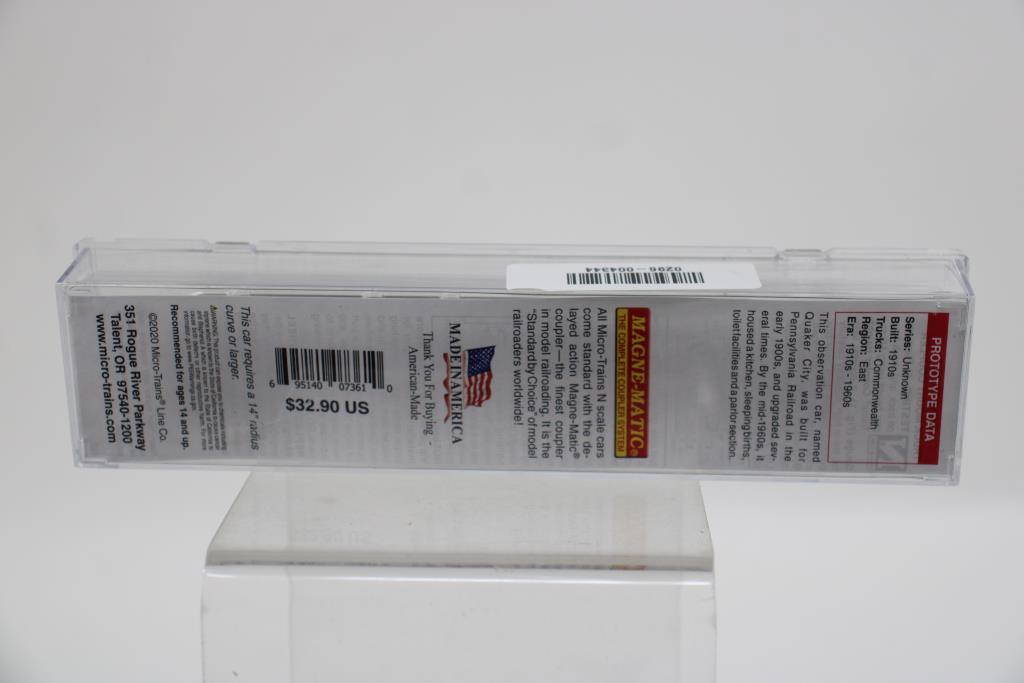 PROTOTYPE DATA
Series: Unknown
Built: 1910s
Trucks: Commonwealth
Region: East
Era: 1910s - 1960s
This observation car, named
Quaker City, was built for
Pennsylvania Railroad in the
early 1900s, and upgraded sev-
eral times. By the mid-1960s, it
housed a kitchen, sleeping births,
toilet facilities and a parlor section.
MAGNE-MATIC®
THE COMPLETE COUPLER SYSTEM
All Micro-Trains N scale cars
come standard with the de-
layed action Magne-Matic®
coupler—the finest coupler
in model railroading. It is the
"Standard by Choice" of model
railroaders worldwide!
MADE IN AMERICA
Thank You For Buying -
American-Made
6 95140 07361 0
$32.90 US
This car requires a 14" radius
curve or larger.
Recommended for ages 14 and up.
©2020 Micro-Trains® Line Co.
351 Rogue River Parkway
Talent, OR 97540-1200
www.micro-trains.com
0296-004344